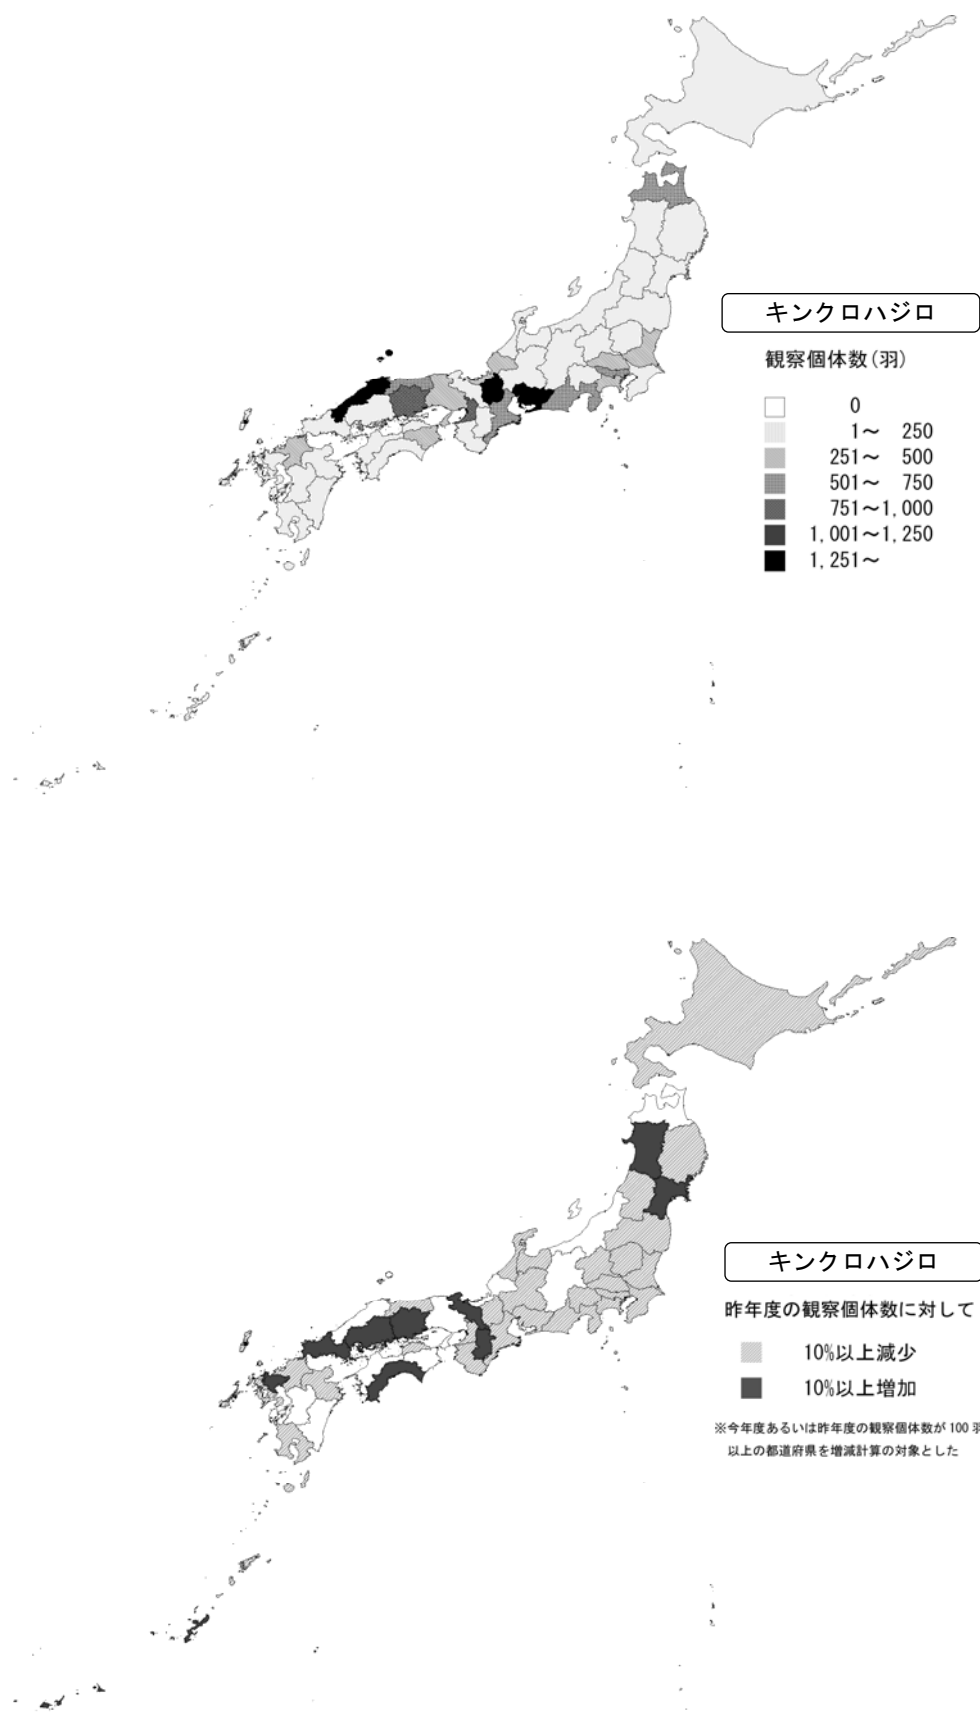 キンクロハジロ
観察個体数(羽)
0
1～ 250
251～ 500
501～ 750
751～1,000
1,001～1,250
1,251～
キンクロハジロ
昨年度の観察個体数に対して
10%以上減少
10%以上増加
※今年度あるいは昨年度の観察個体数が 100 羽
以上の都道府県を増減計算の対象とした